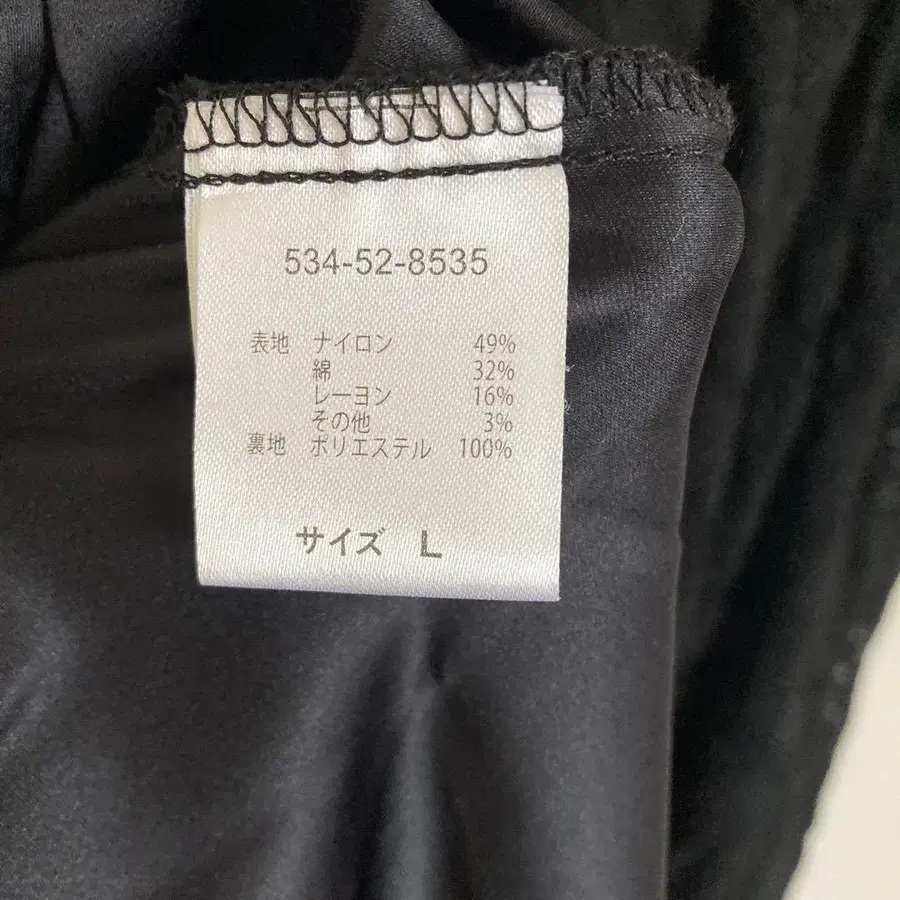 534-52-8535
表地 ナイロン 49%
綿 32%
レーヨン 16%
その他 3%
裏地 ポリエステル 100%
サイズ L